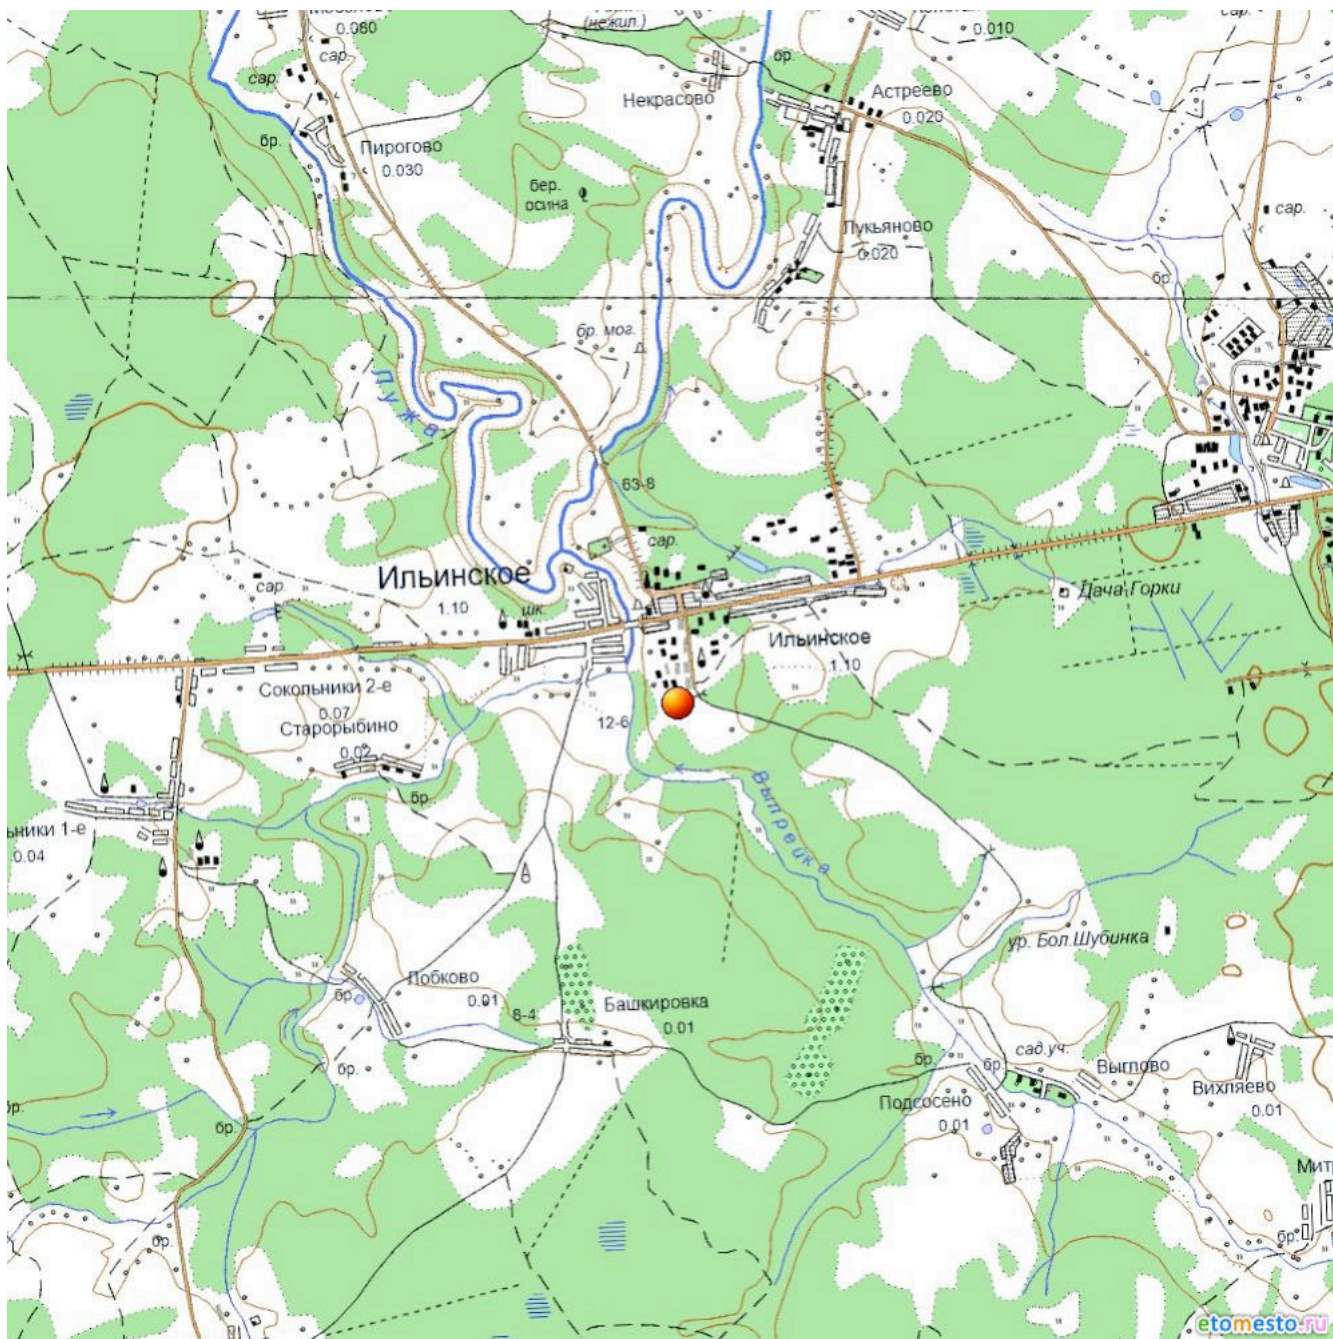 0.080
(нежил.)
0.010
сар.
сар.
сар.
бр.
Некрасово
Астреево
0.020
бр.
Пирогово
0.030
бер.
осина
сар.
Лукьяново
0.020
бр.
бр. мог.
Лужа
63-8
сар.
Ильинское
1.10
шк.
сар.
Дача-Горки
Ильинское
1.10
Сокольники 2-е
0.07
Старорыбино
0.02
12-6
Выпрейка
бр.
ьники 1-е
0.04
ур. Бол.Шубинка
Лобково
0.01
бр.
8-4
Башкировка
0.01
сад.уч.
бр.
бр.
бр.
Выглово
Вихляево
0.01
Подсосено
0.01
бр.
бр.
Мит
бр.
бр.
бр.
etomesto.ru